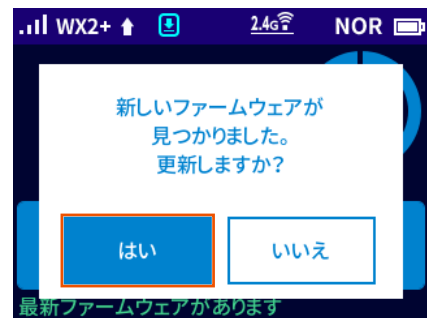 WX2+ 2.4G NOR
新しいファームウェアが
見つかりました。
更新しますか?
はい いいえ
最新ファームウェアがあります